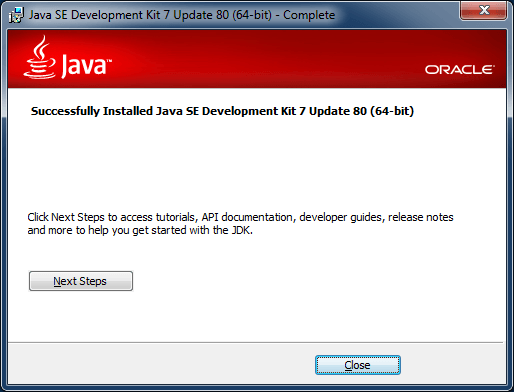 Java SE Development Kit 7 Update 80 (64-bit) - Complete
Java™
ORACLE®
Successfully Installed Java SE Development Kit 7 Update 80 (64-bit)
Click Next Steps to access tutorials, API documentation, developer guides, release notes
and more to help you get started with the JDK.
Next Steps
Close